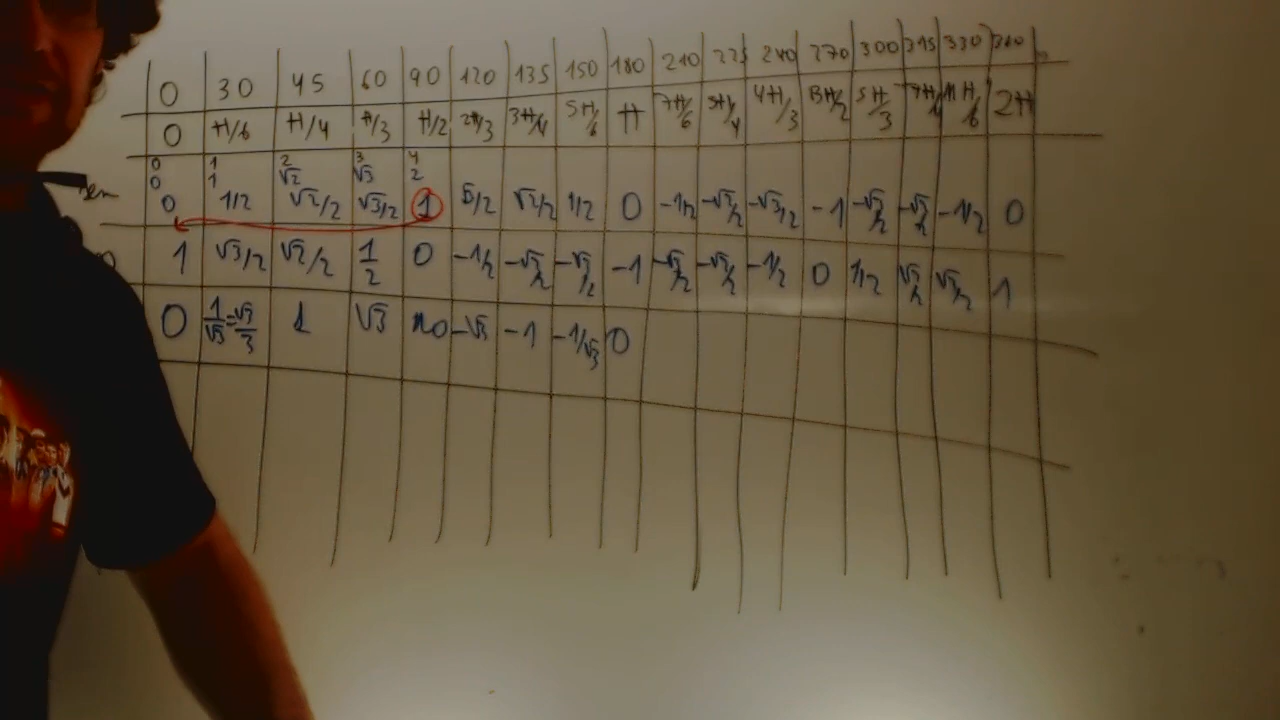 0 30 45 60 90 120 135 150 180 210 225 240 270 300 315 330 360
0 π/6 π/4 π/3 π/2 2π/3 3π/4 5π/6 π 7π/6 5π/4 4π/3 3π/2 5π/3 7π/4 11π/6 2π
0 1 2 3 4
0 1 √2 √3 2
sen 0 1/2 √2/2 √3/2 1 √3/2 √2/2 1/2 0 -1/2 -√2/2 -√3/2 -1 -√3/2 -√2/2 -1/2 0
1 √3/2 √2/2 1/2 0 -1/2 -√2/2 -√3/2 -1 -√3/2 -√2/2 -1/2 0 1/2 √2/2 √3/2 1
0 1/√3=√3/3 1 √3 no -√3 -1 -1/√3 0